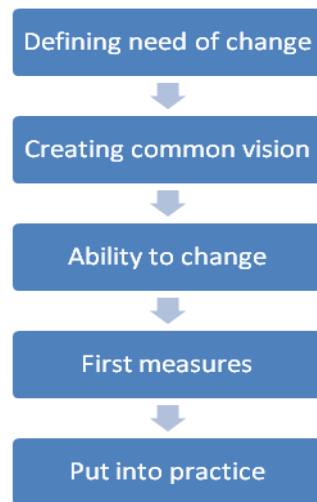 Defining need of change
Creating common vision
Ability to change
First measures
Put into practice